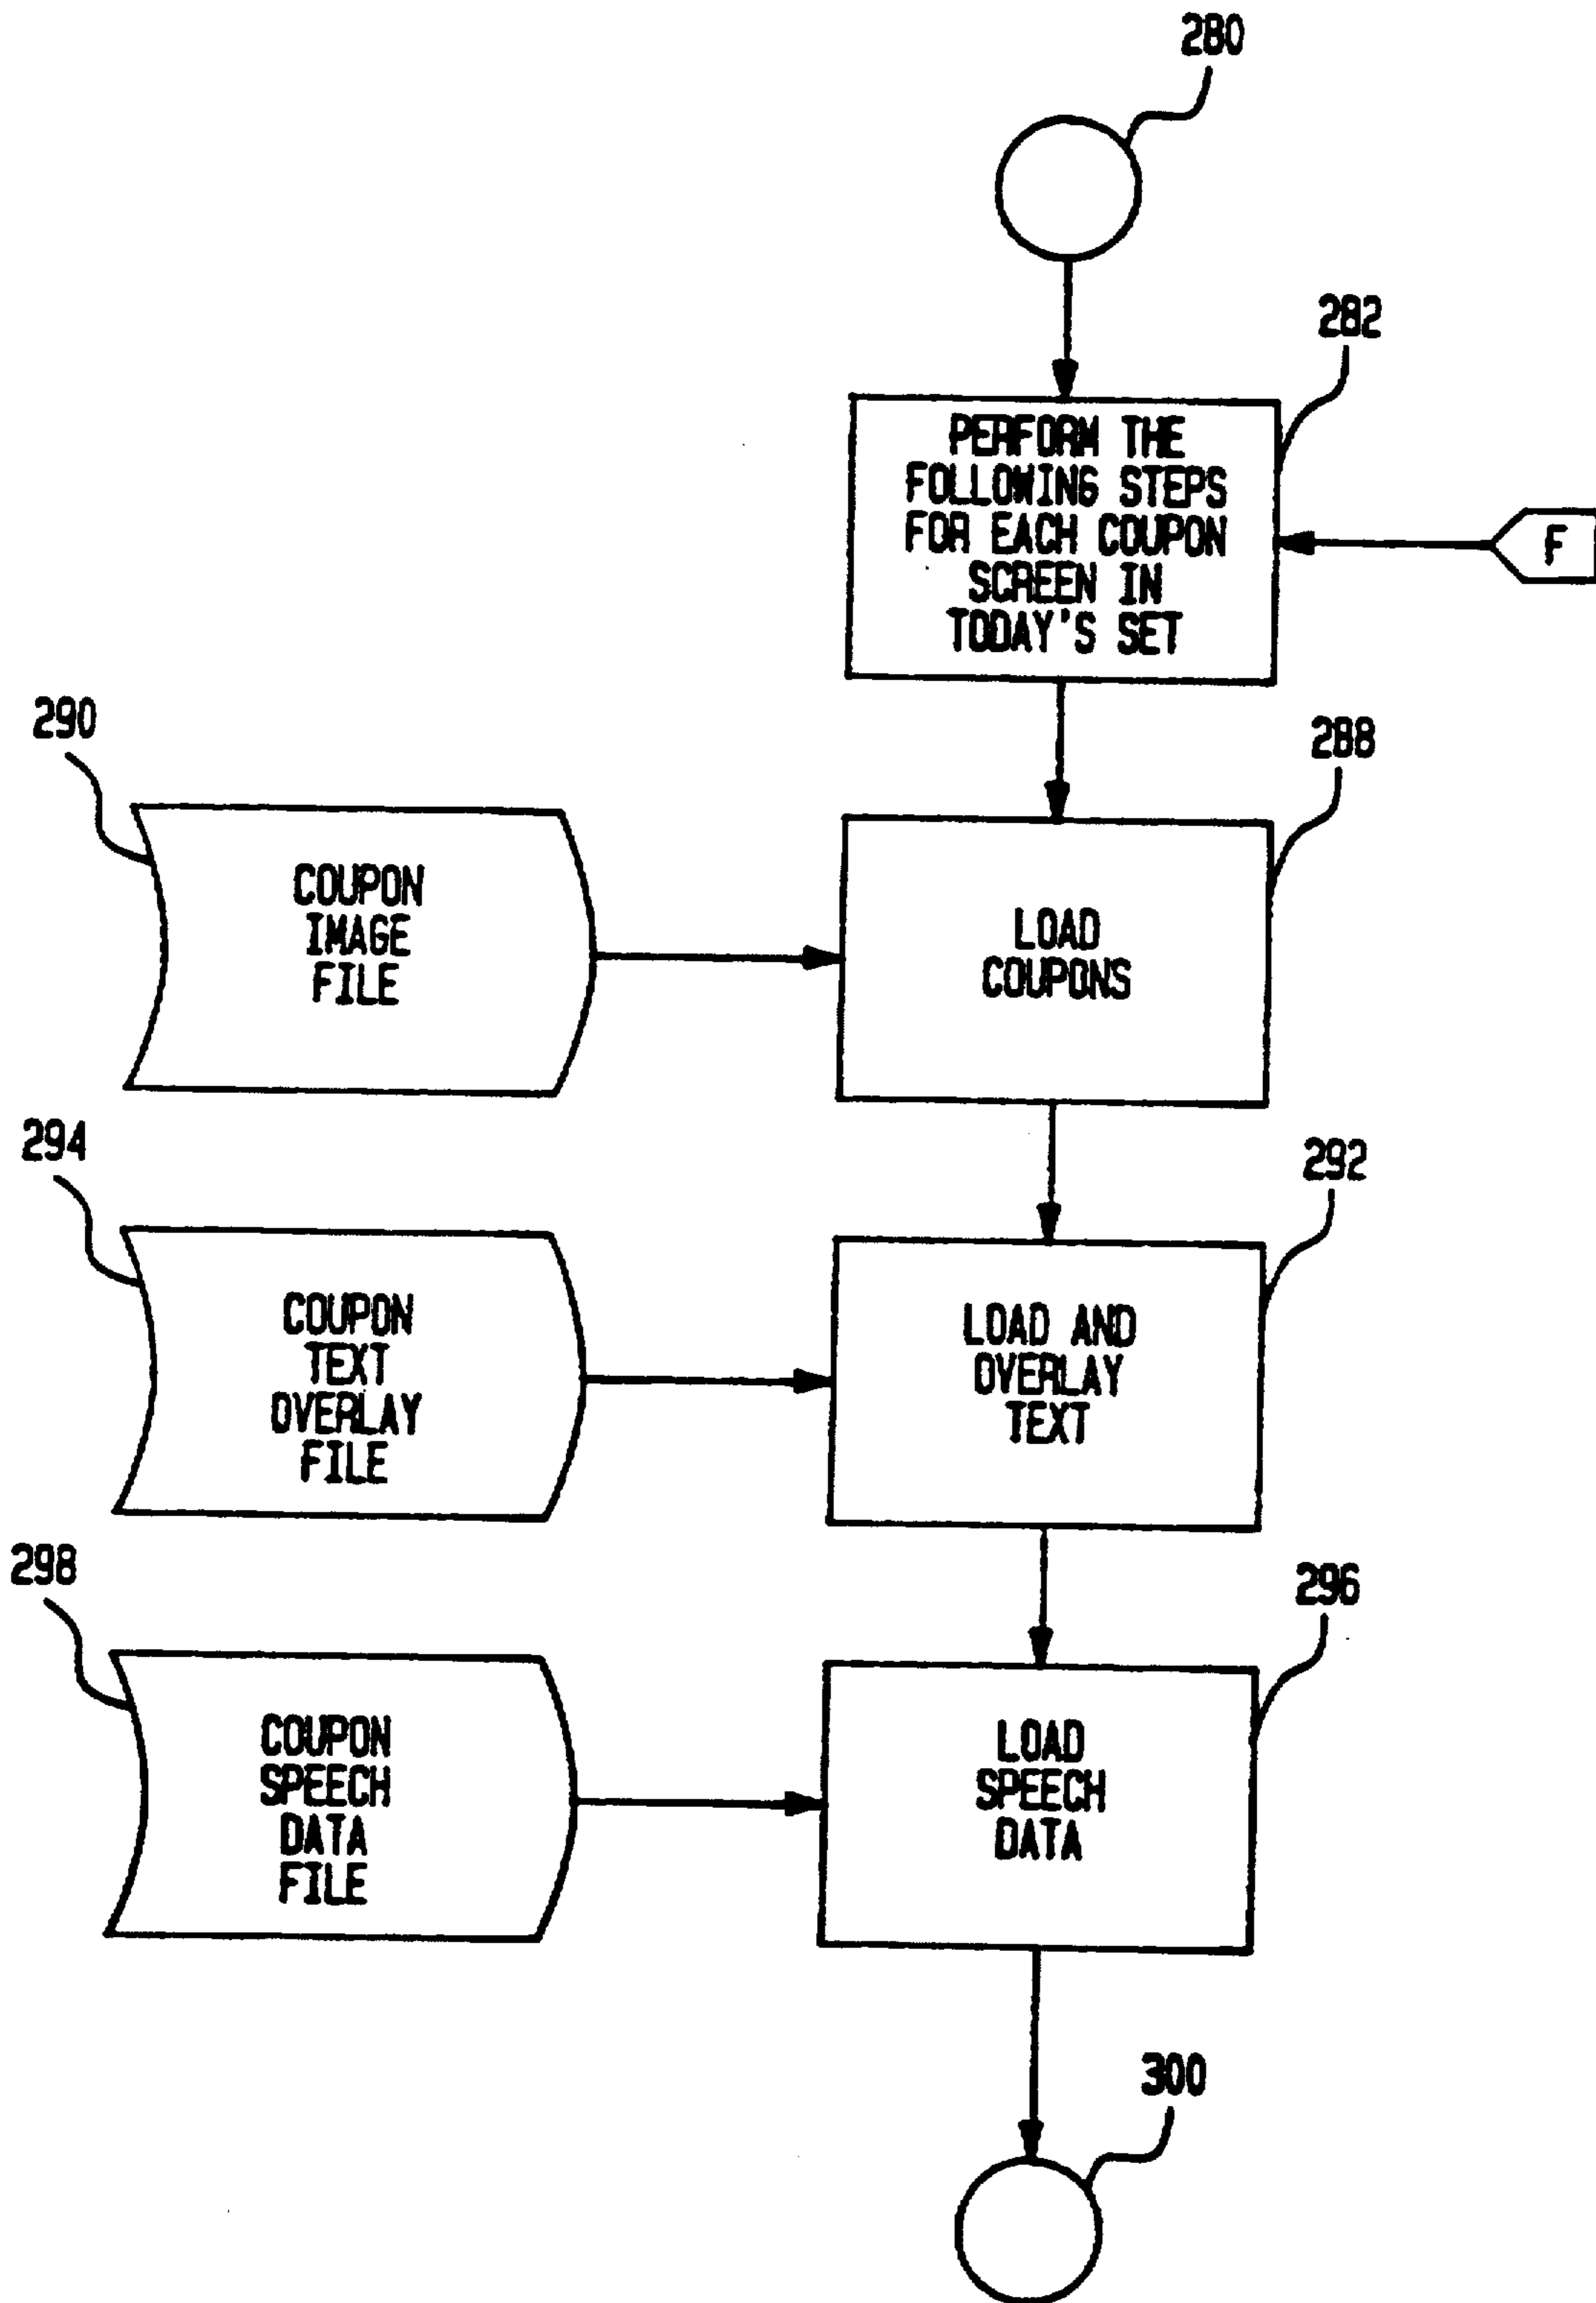 280
282
PERFORM THE
FOLLOWING STEPS
FOR EACH COUPON
SCREEN IN
TODAY'S SET
F
290
288
COUPON
IMAGE
FILE
LOAD
COUPONS
294
292
COUPON
TEXT
OVERLAY
FILE
LOAD AND
OVERLAY
TEXT
298
296
COUPON
SPEECH
DATA
FILE
LOAD
SPEECH
DATA
300